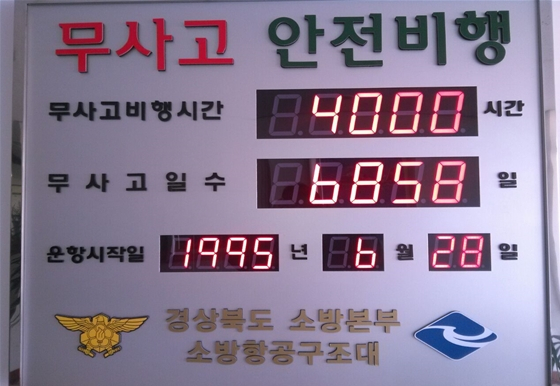 무사고 안전비행
무사고비행시간 4000 시간
무사고일수 6858 일
운항시작일 1995 년 6 월 28 일
경상북도 소방본부
소방항공구조대